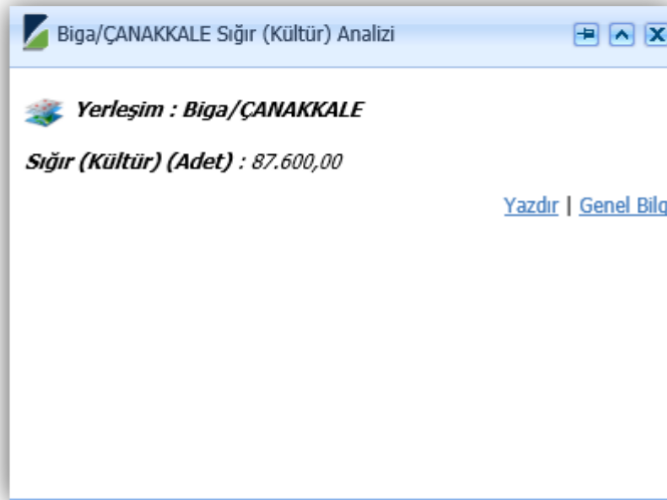 Biga/ÇANAKKALE Sığır (Kültür) Analizi
Yerleşim : Biga/ÇANAKKALE
Sığır (Kültür) (Adet) : 87.600,00
Yazdır | Genel Bilg